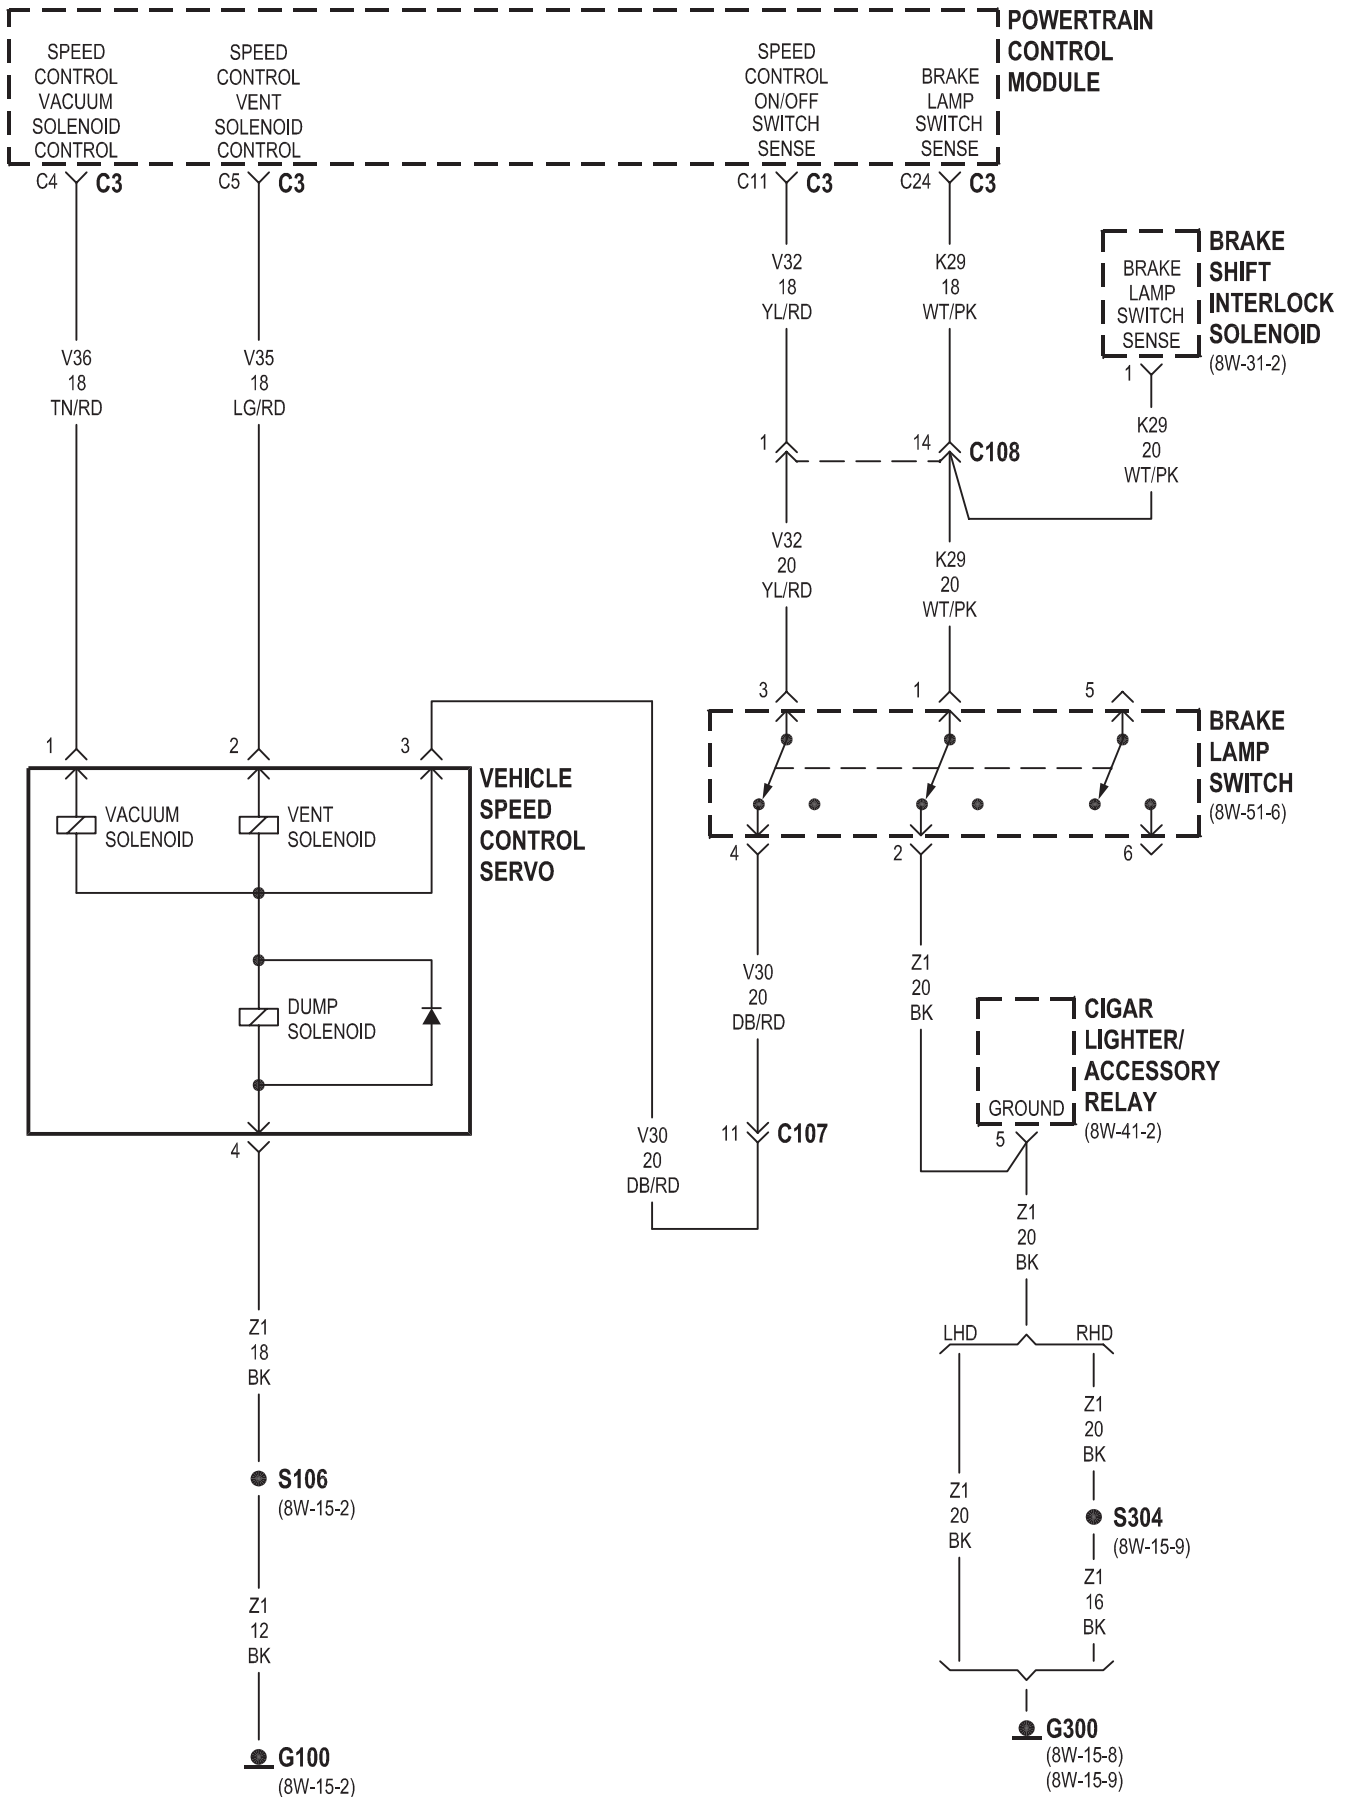 POWERTRAIN
CONTROL
MODULE
SPEED
CONTROL
VACUUM
SOLENOID
CONTROL
SPEED
CONTROL
VENT
SOLENOID
CONTROL
SPEED
CONTROL
ON/OFF
SWITCH
SENSE
BRAKE
LAMP
SWITCH
SENSE
C4 C3
C5 C3
C11 C3
C24 C3
BRAKE
SHIFT
INTERLOCK
SOLENOID
(8W-31-2)
BRAKE
LAMP
SWITCH
SENSE
1
V36
18
TN/RD
V35
18
LG/RD
V32
18
YL/RD
K29
18
WT/PK
K29
20
WT/PK
1
14
C108
V32
20
YL/RD
K29
20
WT/PK
3
1
5
BRAKE
LAMP
SWITCH
(8W-51-6)
1
2
3
VEHICLE
SPEED
CONTROL
SERVO
VACUUM
SOLENOID
VENT
SOLENOID
DUMP
SOLENOID
4
4
2
6
V30
20
DB/RD
Z1
20
BK
CIGAR
LIGHTER/
ACCESSORY
RELAY
(8W-41-2)
GROUND
5
V30
20
DB/RD
11
C107
Z1
20
BK
Z1
18
BK
LHD
RHD
Z1
20
BK
Z1
20
BK
S106
(8W-15-2)
S304
(8W-15-9)
Z1
12
BK
Z1
16
BK
G100
(8W-15-2)
G300
(8W-15-8)
(8W-15-9)